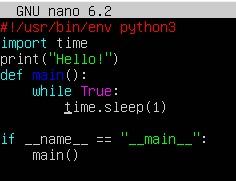 GNU nano 6.2
#!/usr/bin/env python3
import time
print("Hello!")
def main():
    while True:
        time.sleep(1)

if __name__ == "__main__":
    main()